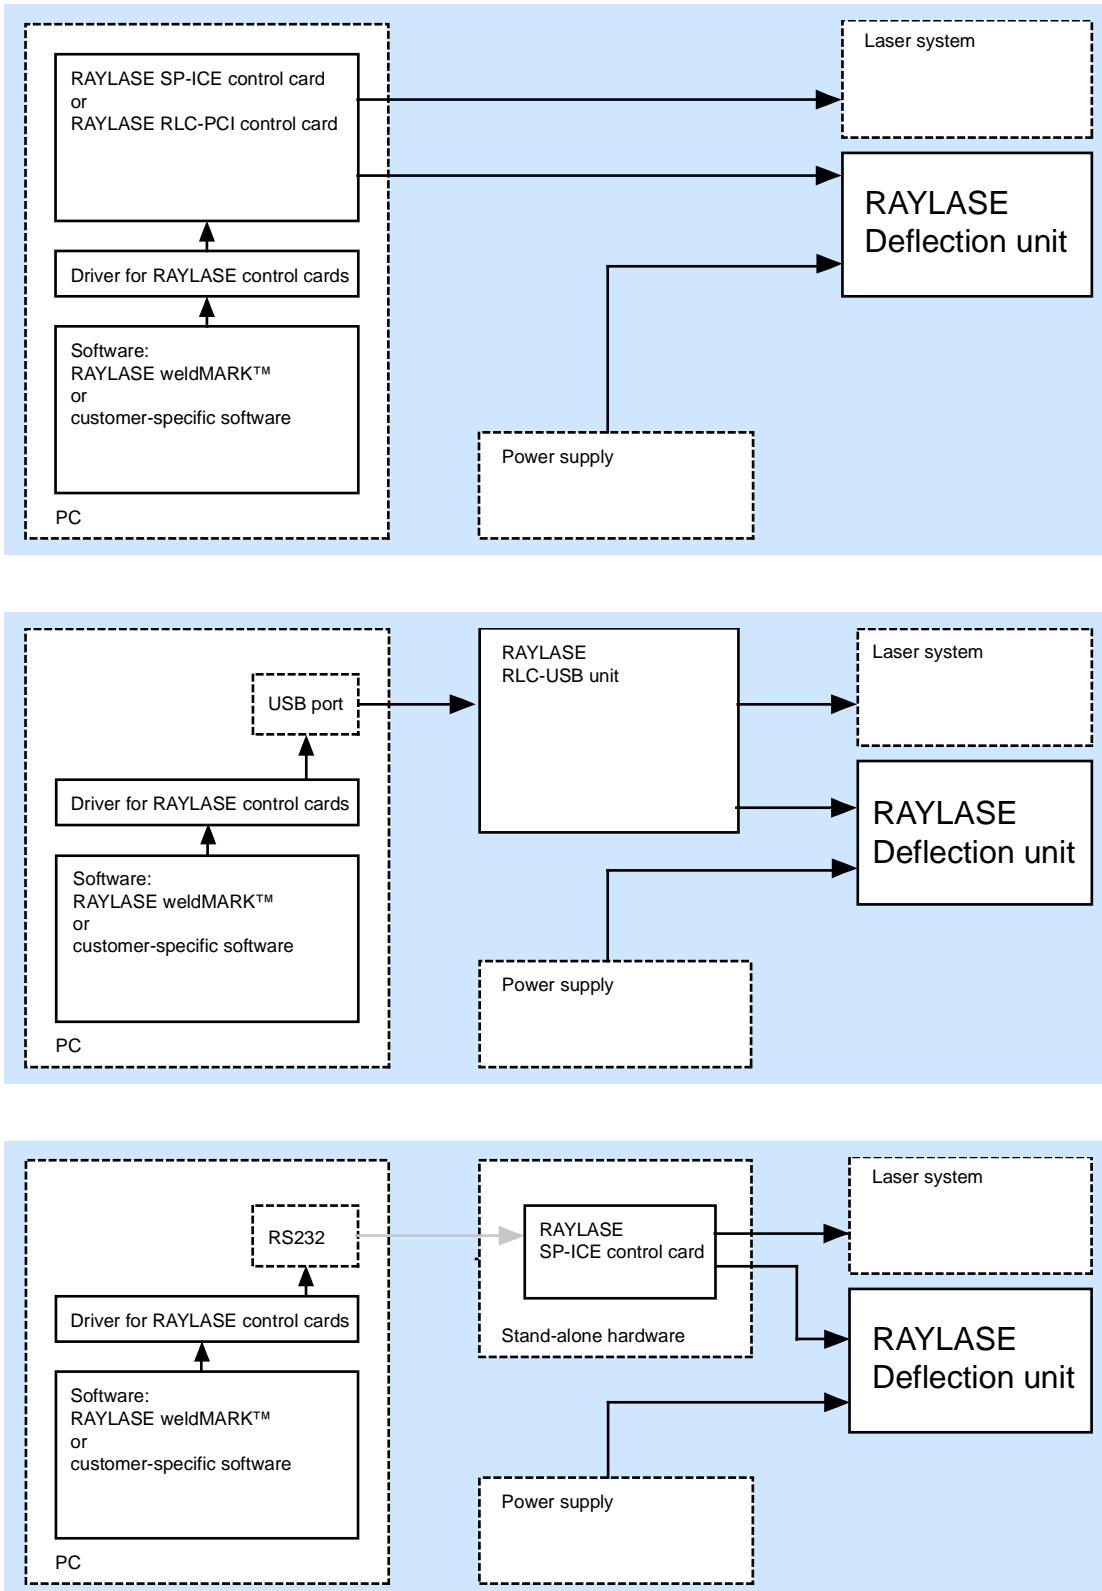 RAYLASE SP-ICE control card
or
RAYLASE RLC-PCI control card
Driver for RAYLASE control cards
Software:
RAYLASE weldMARK™
or
customer-specific software
PC
Power supply
Laser system
RAYLASE
Deflection unit
USB port
Driver for RAYLASE control cards
Software:
RAYLASE weldMARK™
or
customer-specific software
PC
RAYLASE
RLC-USB unit
Power supply
Laser system
RAYLASE
Deflection unit
RS232
Driver for RAYLASE control cards
Software:
RAYLASE weldMARK™
or
customer-specific software
PC
RAYLASE
SP-ICE control card
Stand-alone hardware
Power supply
Laser system
RAYLASE
Deflection unit